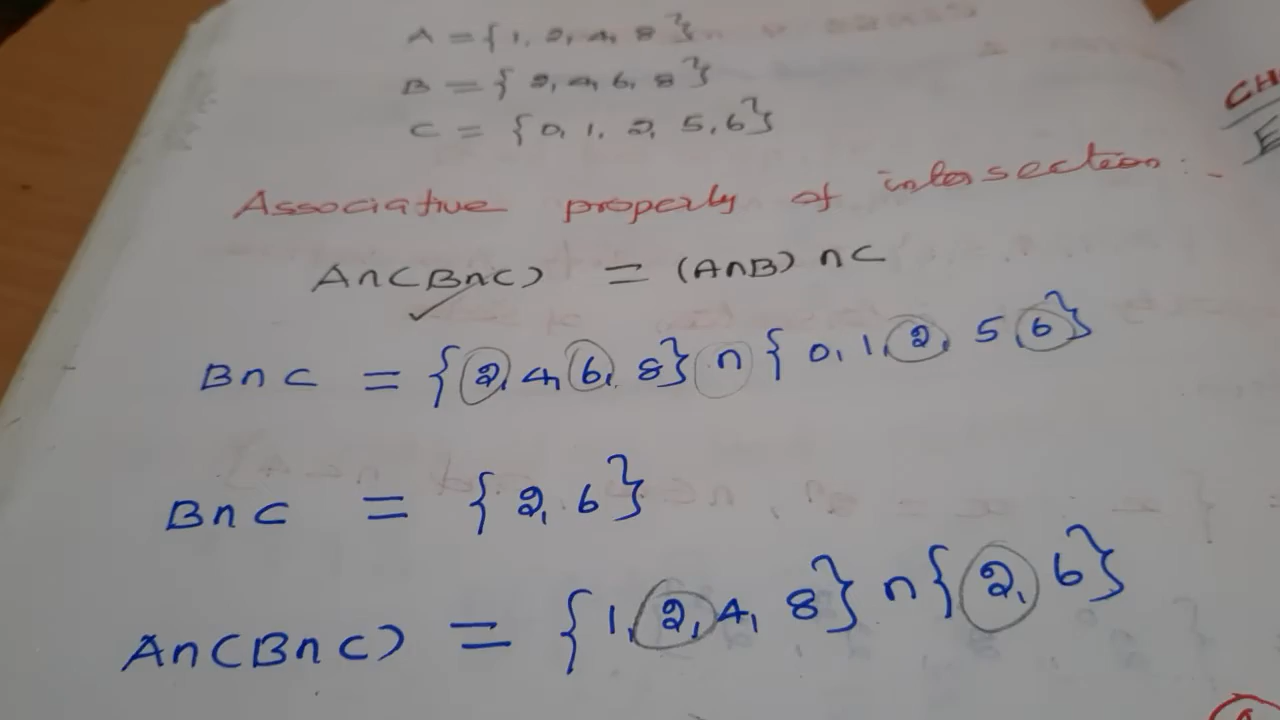 A = {1, 2, 4, 8}
B = {2, 4, 6, 8}
C = {0, 1, 2, 5, 6}
CH
E
Associative property of intersection:-
A∩(B∩C) = (A∩B) ∩C
B∩C = {2, 4, 6, 8} ∩ {0, 1, 2, 5 6}
B∩C = {2, 6}
A∩(B∩C) = {1, 2, 4, 8} ∩ {2, 6}